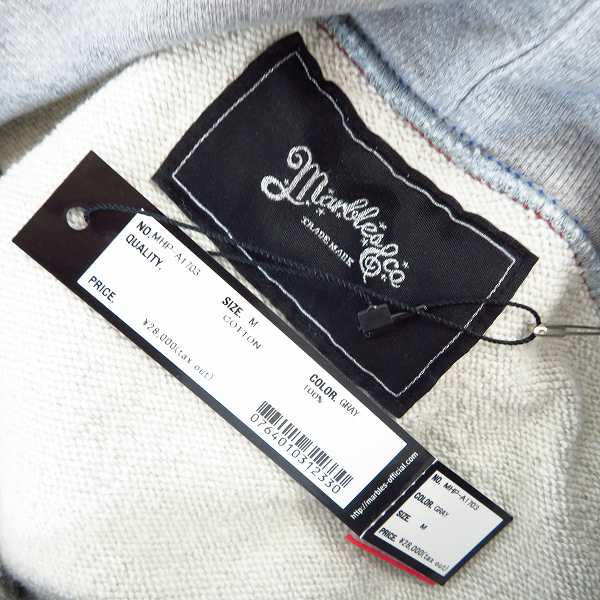 Marbles&co
TRADE MARK
NO. MHP-A1703
SIZE. M
COLOR. GRAY
QUALITY.
COTTON
100%
PRICE.
¥28,000(tax out)
0764010312330
http://marbles-official.com
NO. MHP-A1703
COLOR. GRAY
SIZE. M
PRICE. ¥28,000(tax out)